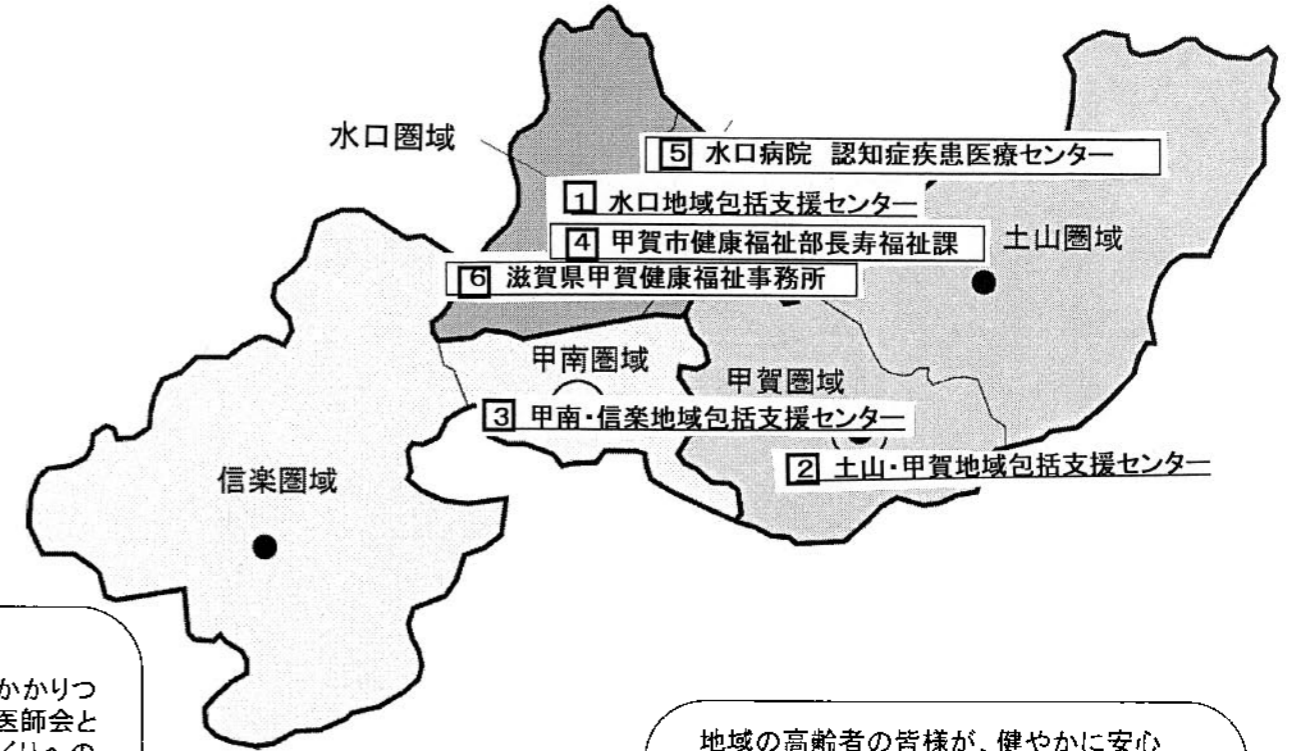 水口圏域
5 水口病院 認知症疾患医療センター
1 水口地域包括支援センター
4 甲賀市健康福祉部長寿福祉課
土山圏域
6 滋賀県甲賀健康福祉事務所
甲南圏域
甲賀圏域
3 甲南・信楽地域包括支援センター
2 土山・甲賀地域包括支援センター
信楽圏域
かかりつ
医師会と
くりへの
地域の高齢者の皆様が、健やかに安心